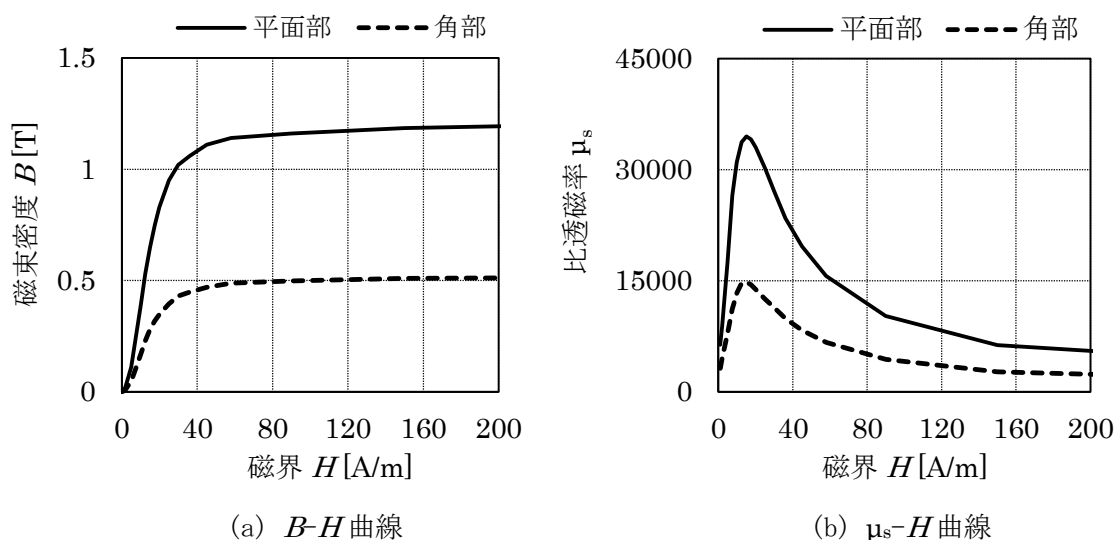 平面部 角部
1.5
1
0.5
0
磁束密度 B [T]
0 40 80 120 160 200
磁界 H [A/m]
(a) B-H 曲線
平面部 角部
45000
30000
15000
0
比透磁率 μs
0 40 80 120 160 200
磁界 H [A/m]
(b) μs-H 曲線